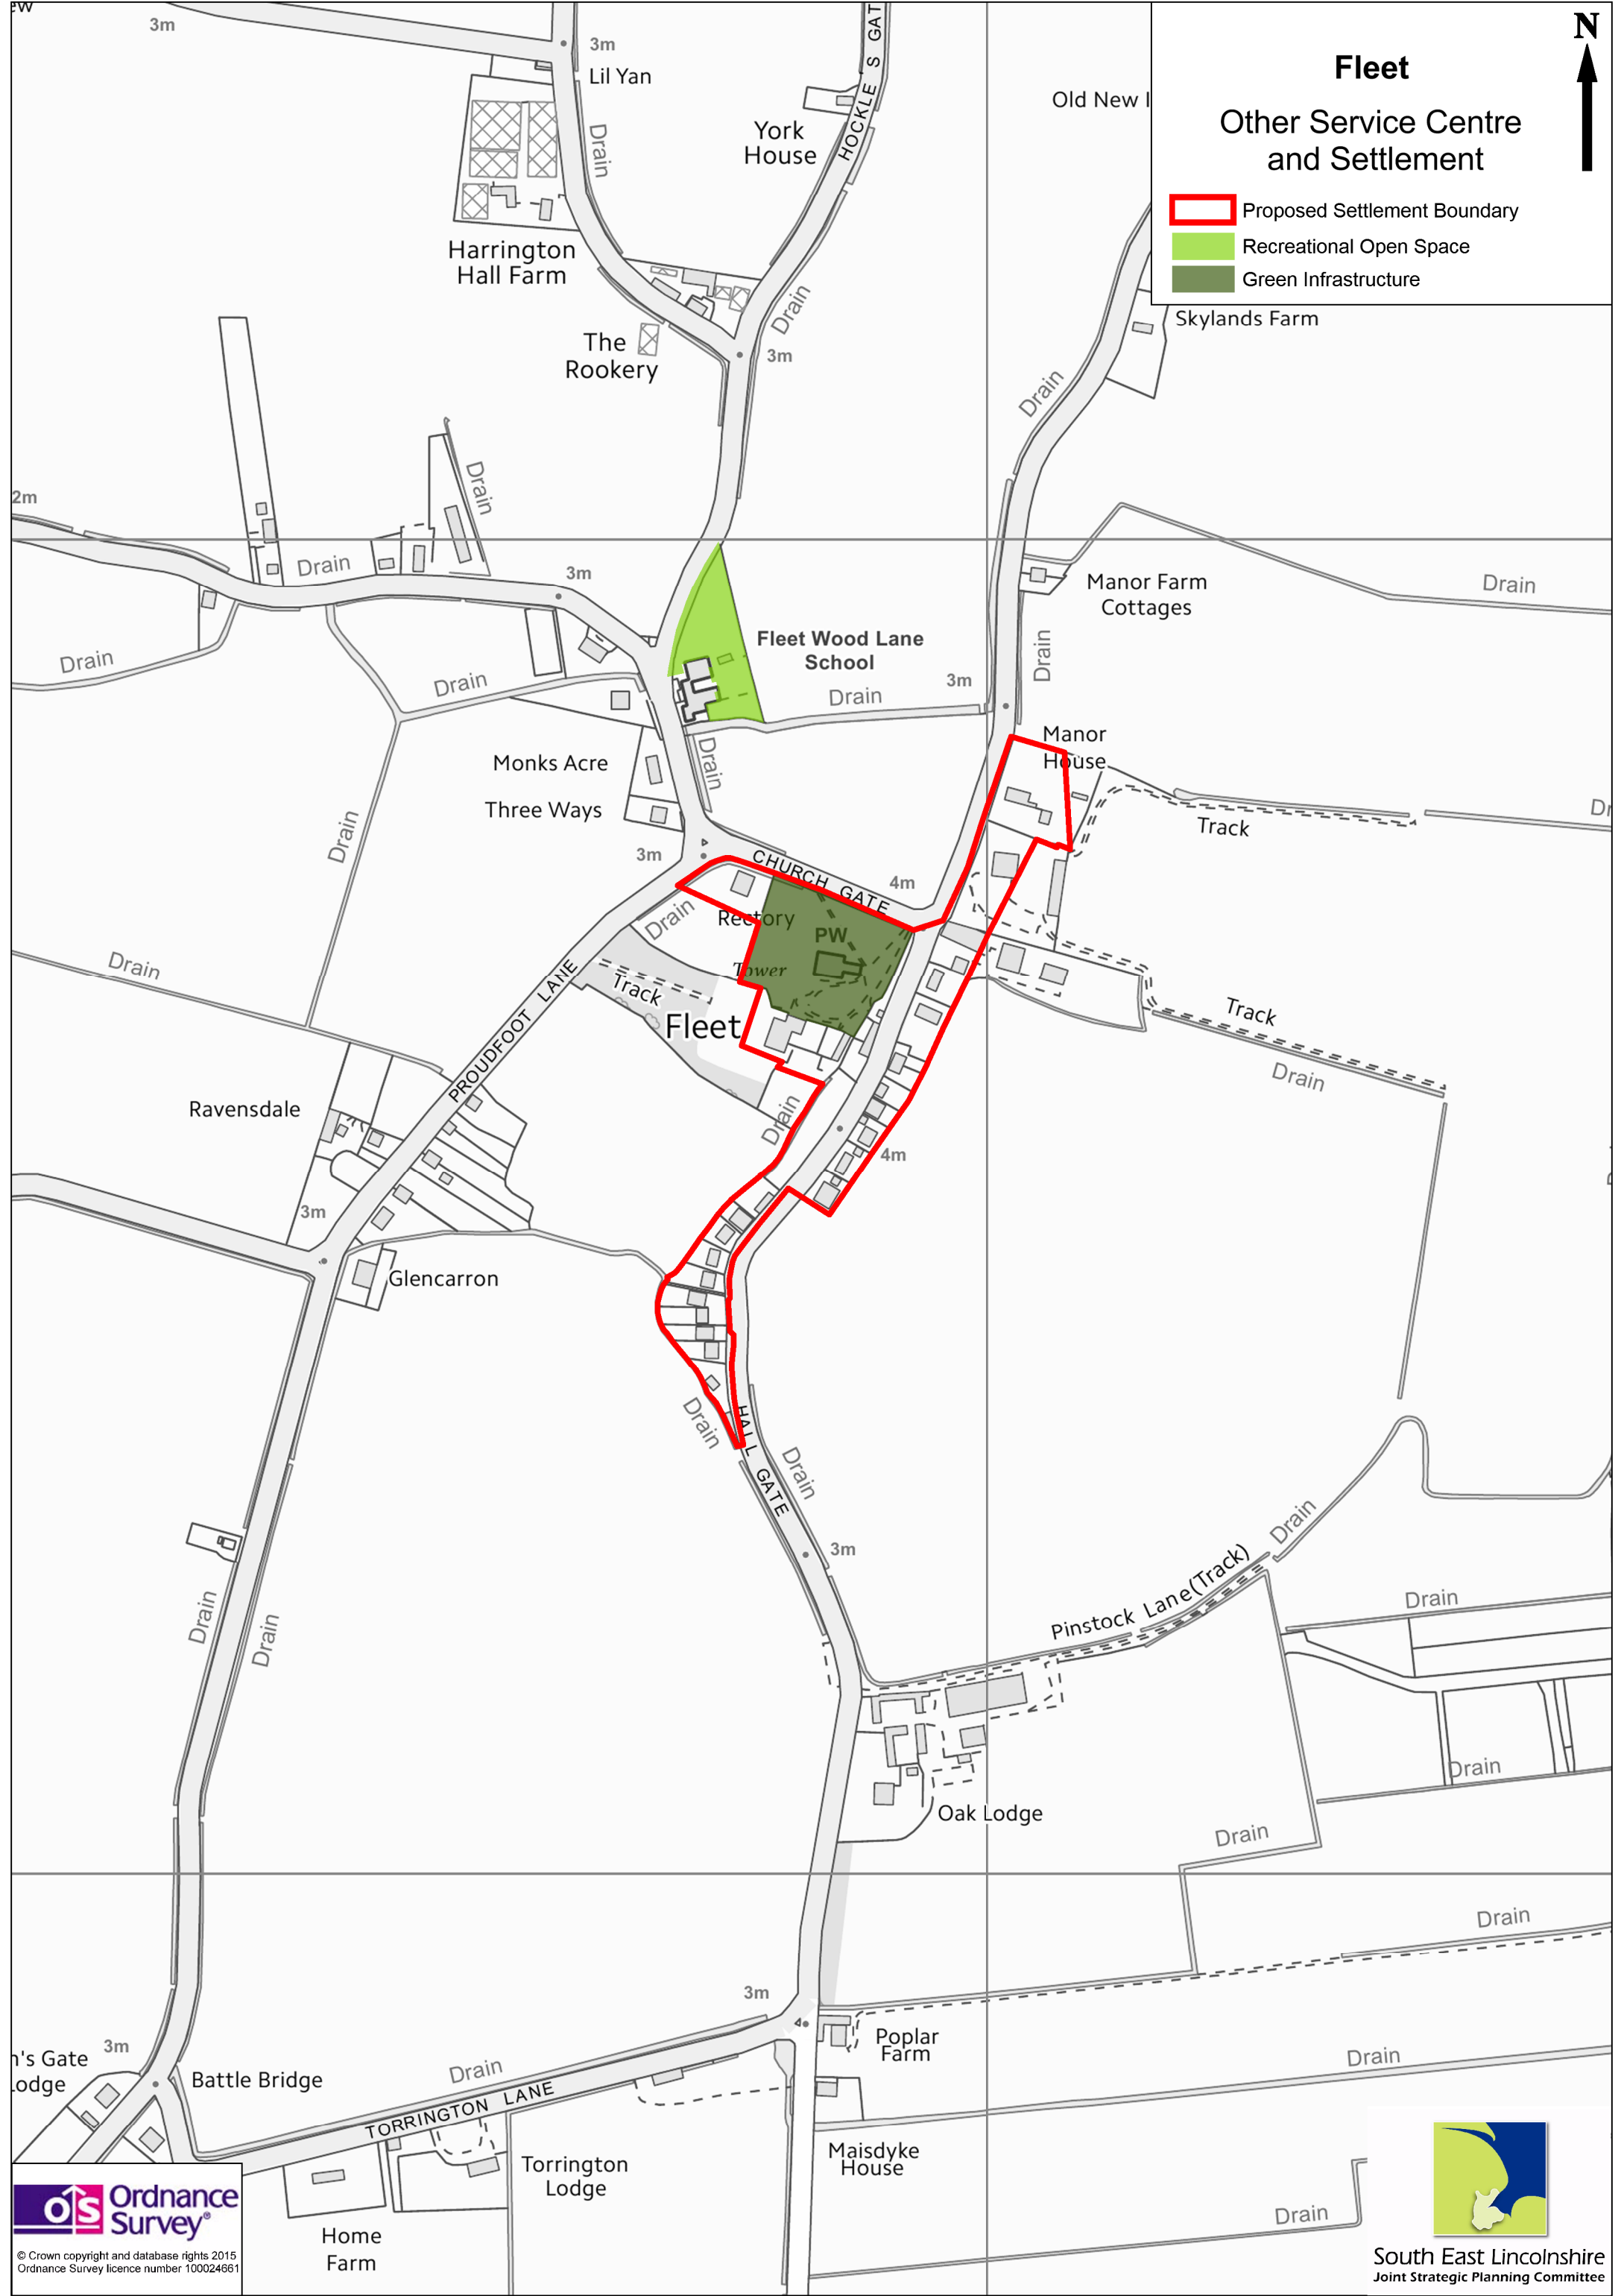 3m
3m
Lil Yan
HOCKLE S GAT
Drain
York
House
Old New I
N
Fleet
Other Service Centre
and Settlement
Proposed Settlement Boundary
Recreational Open Space
Green Infrastructure
Harrington
Hall Farm
Drain
Skylands Farm
The
Rookery
3m
Drain
2m
Drain
Drain
3m
Manor Farm
Cottages
Drain
Fleet Wood Lane
School
Drain
Drain
Drain
Drain
3m
Manor
House
Monks Acre
Drain
Three Ways
Drain
Track
Dr
3m
CHURCH GATE
4m
Drain
Rectory
PW
Tower
Drain
Track
PROUDFOOT LANE
Fleet
Track
Drain
Ravensdale
Drain
4m
3m
Glencarron
Drain
HALL GATE
Drain
3m
Drain
Pinstock Lane(Track)
Drain
Drain
Drain
Drain
Oak Lodge
Drain
Drain
3m
Poplar
Farm
3m
n's Gate
Lodge
Battle Bridge
Drain
TORRINGTON LANE
Drain
Maisdyke
House
Torrington
Lodge
Drain
Home
Farm
Ordnance
Survey®
© Crown copyright and database rights 2015
Ordnance Survey licence number 100024661
South East Lincolnshire
Joint Strategic Planning Committee